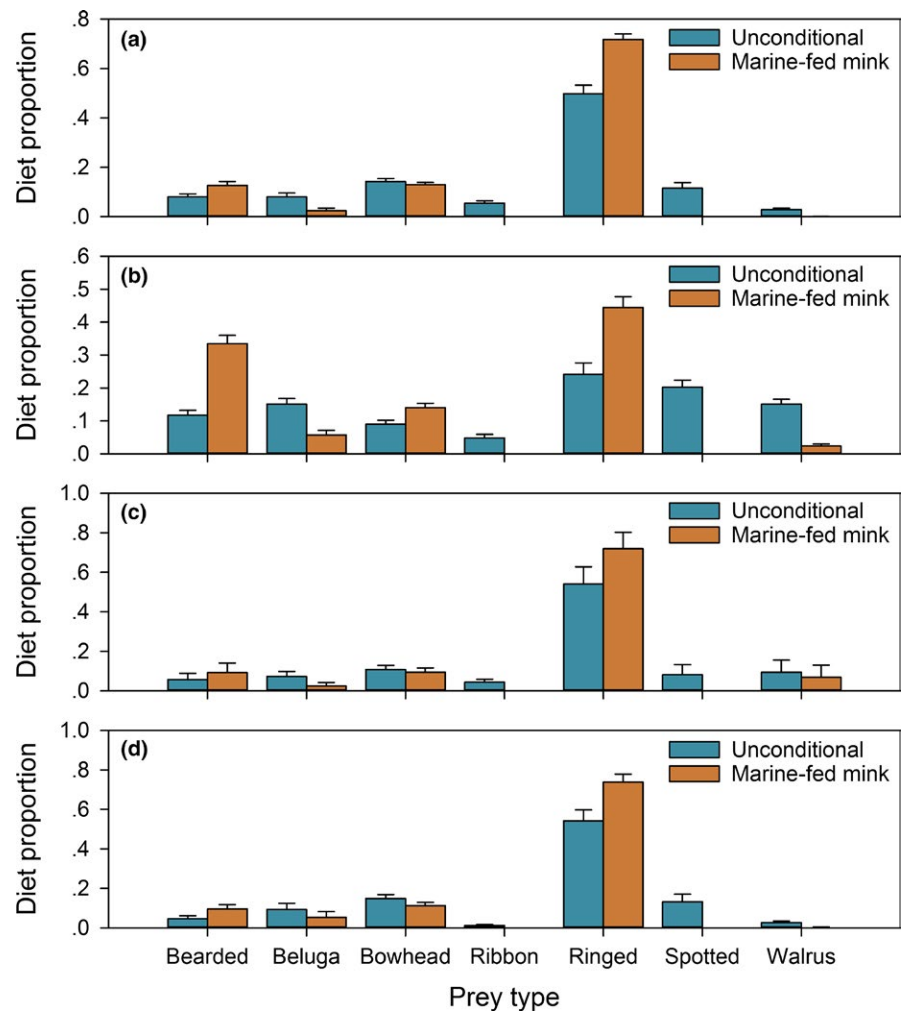 (a)
Unconditional
Marine-fed mink
Diet proportion
.8
.6
.4
.2
.0
(b)
Unconditional
Marine-fed mink
Diet proportion
.6
.5
.4
.3
.2
.1
.0
(c)
Unconditional
Marine-fed mink
Diet proportion
1.0
.8
.6
.4
.2
.0
(d)
Unconditional
Marine-fed mink
Diet proportion
1.0
.8
.6
.4
.2
.0
Bearded Beluga Bowhead Ribbon Ringed Spotted Walrus
Prey type